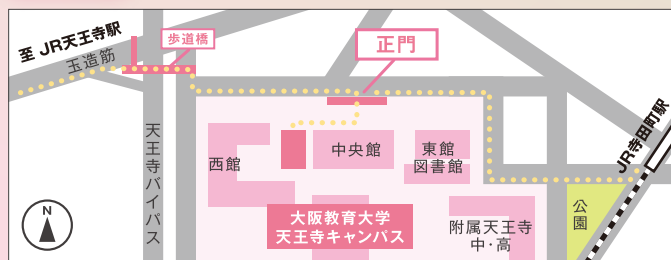 至 JR天王寺駅
玉造筋
歩道橋
正門
天王寺バイパス
西館
中央館
東館
図書館
JR寺田町駅
大阪教育大学
天王寺キャンパス
附属天王寺
中・高
公園
N